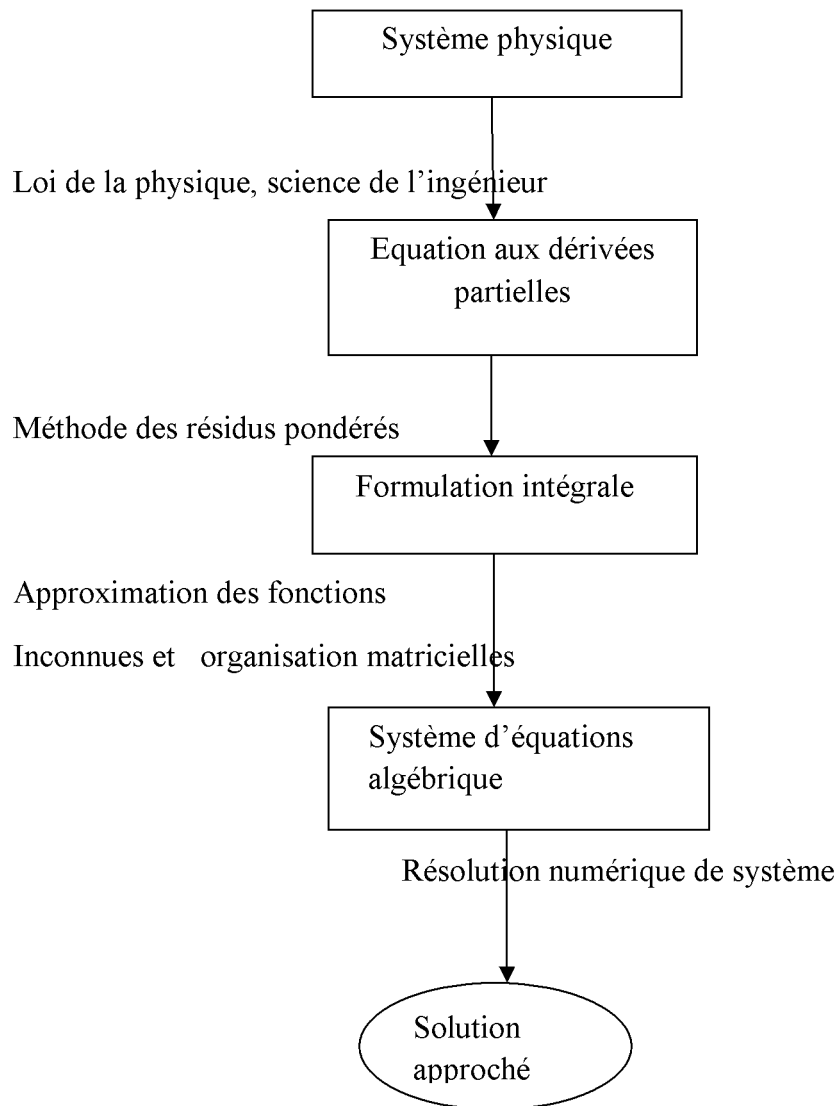 Système physique
Loi de la physique, science de l’ingénieur
Equation aux dérivées
partielles
Méthode des résidus pondérés
Formulation intégrale
Approximation des fonctions
Inconnues et organisation matricielles
Système d’équations
algébrique
Résolution numérique de système
Solution
approché